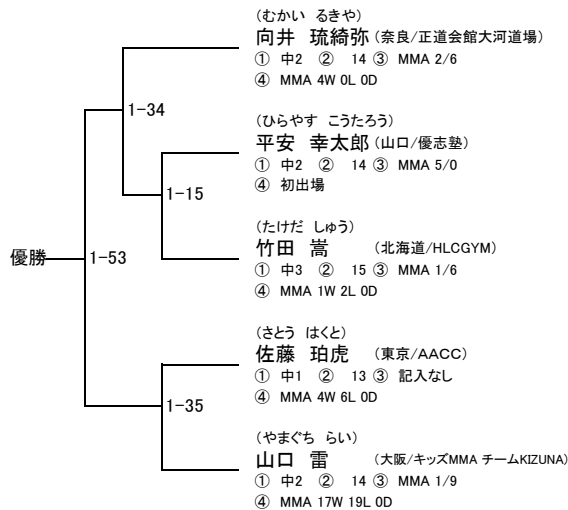 (むかい るきや)
向井 琉綺弥 (奈良/正道会館大河道場)
① 中2 ② 14 ③ MMA 2/6
④ MMA 4W 0L 0D
1-34
(ひらやす こうたろう)
平安 幸太郎 (山口/優志塾)
① 中2 ② 14 ③ MMA 5/0
④ 初出場
1-15
(たけだ しゅう)
竹田 嵩 (北海道/HLCGYM)
① 中3 ② 15 ③ MMA 1/6
④ MMA 1W 2L 0D
優勝
1-53
(さとう はくと)
佐藤 珀虎 (東京/AACC)
① 中1 ② 13 ③ 記入なし
④ MMA 4W 6L 0D
1-35
(やまぐち らい)
山口 雷 (大阪/キッズMMA チームKIZUNA)
① 中2 ② 14 ③ MMA 1/9
④ MMA 17W 19L 0D